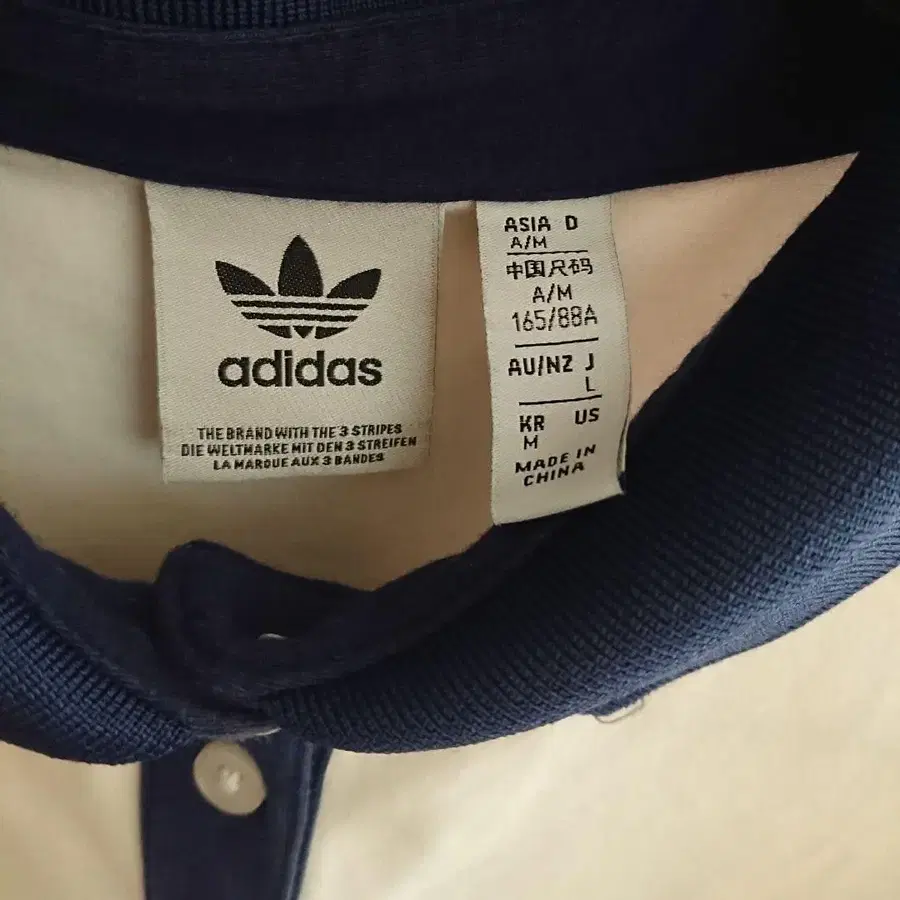 adidas
THE BRAND WITH THE 3 STRIPES
DIE WELTMARKE MIT DEN 3 STREIFEN
LA MARQUE AUX 3 BANDES
ASIA D
A/M
中国尺码
A/M
165/88A
AU/NZ J
L
KR US
M
MADE IN
CHINA